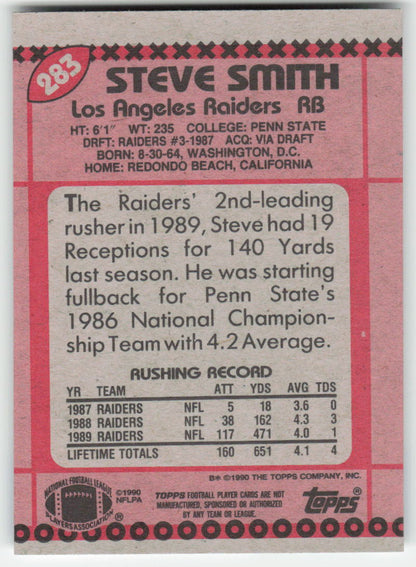 283
STEVE SMITH
Los Angeles Raiders RB
HT: 6'1" WT: 235 COLLEGE: PENN STATE
DRFT: RAIDERS #3-1987 ACQ: VIA DRAFT
BORN: 8-30-64, WASHINGTON, D.C.
HOME: REDONDO BEACH, CALIFORNIA
The Raiders' 2nd-leading
rusher in 1989, Steve had 19
Receptions for 140 Yards
last season. He was starting
fullback for Penn State's
1986 National Champion-
ship Team with 4.2 Average.
RUSHING RECORD
YR TEAM ATT YDS AVG TDS
1987 RAIDERS NFL 5 18 3.6 0
1988 RAIDERS NFL 38 162 4.3 3
1989 RAIDERS NFL 117 471 4.0 1
LIFETIME TOTALS 160 651 4.1 4
B* ©1990 THE TOPPS COMPANY, INC.
NATIONAL FOOTBALL LEAGUE
PLAYERS ASSOCIATION
©1990
NFLPA
TOPPS FOOTBALL PLAYER CARDS ARE NOT
MANUFACTURED, SPONSORED OR AUTHORIZED
BY ANY TEAM OR LEAGUE.
TOPPS